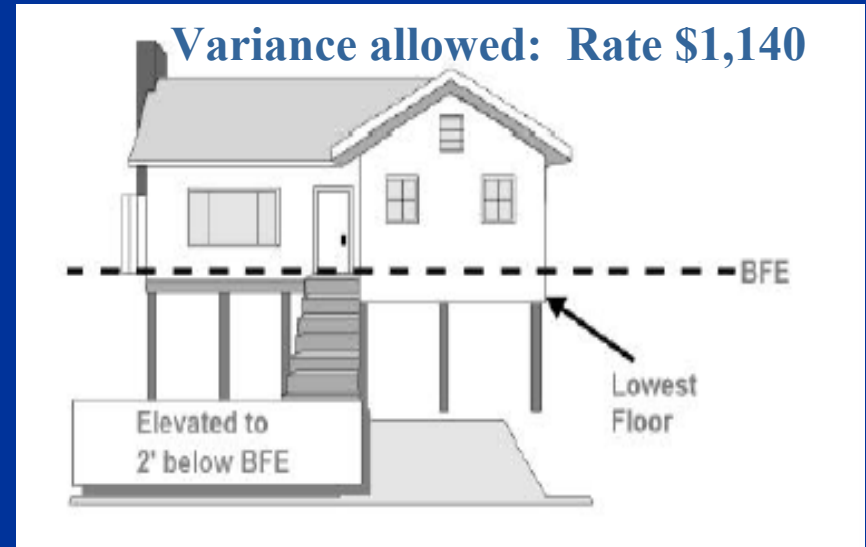 Variance allowed: Rate $1,140
BFE
Lowest
Floor
Elevated to
2' below BFE